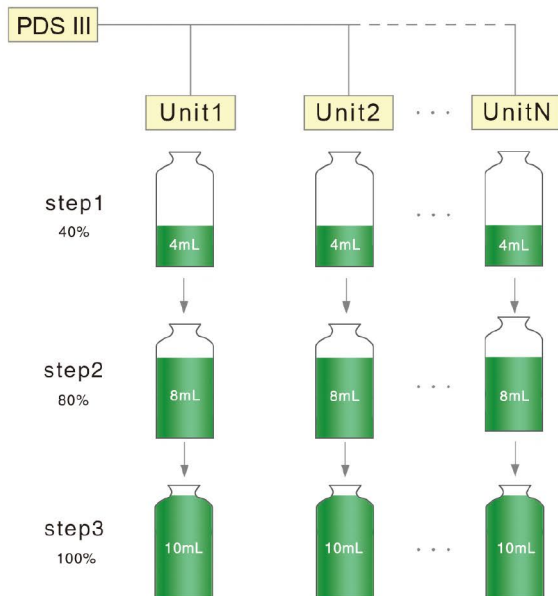 PDS III
Unit1 Unit2 · · · UnitN
step1
40%
4mL 4mL · · · 4mL
step2
80%
8mL 8mL · · · 8mL
step3
100%
10mL 10mL · · · 10mL